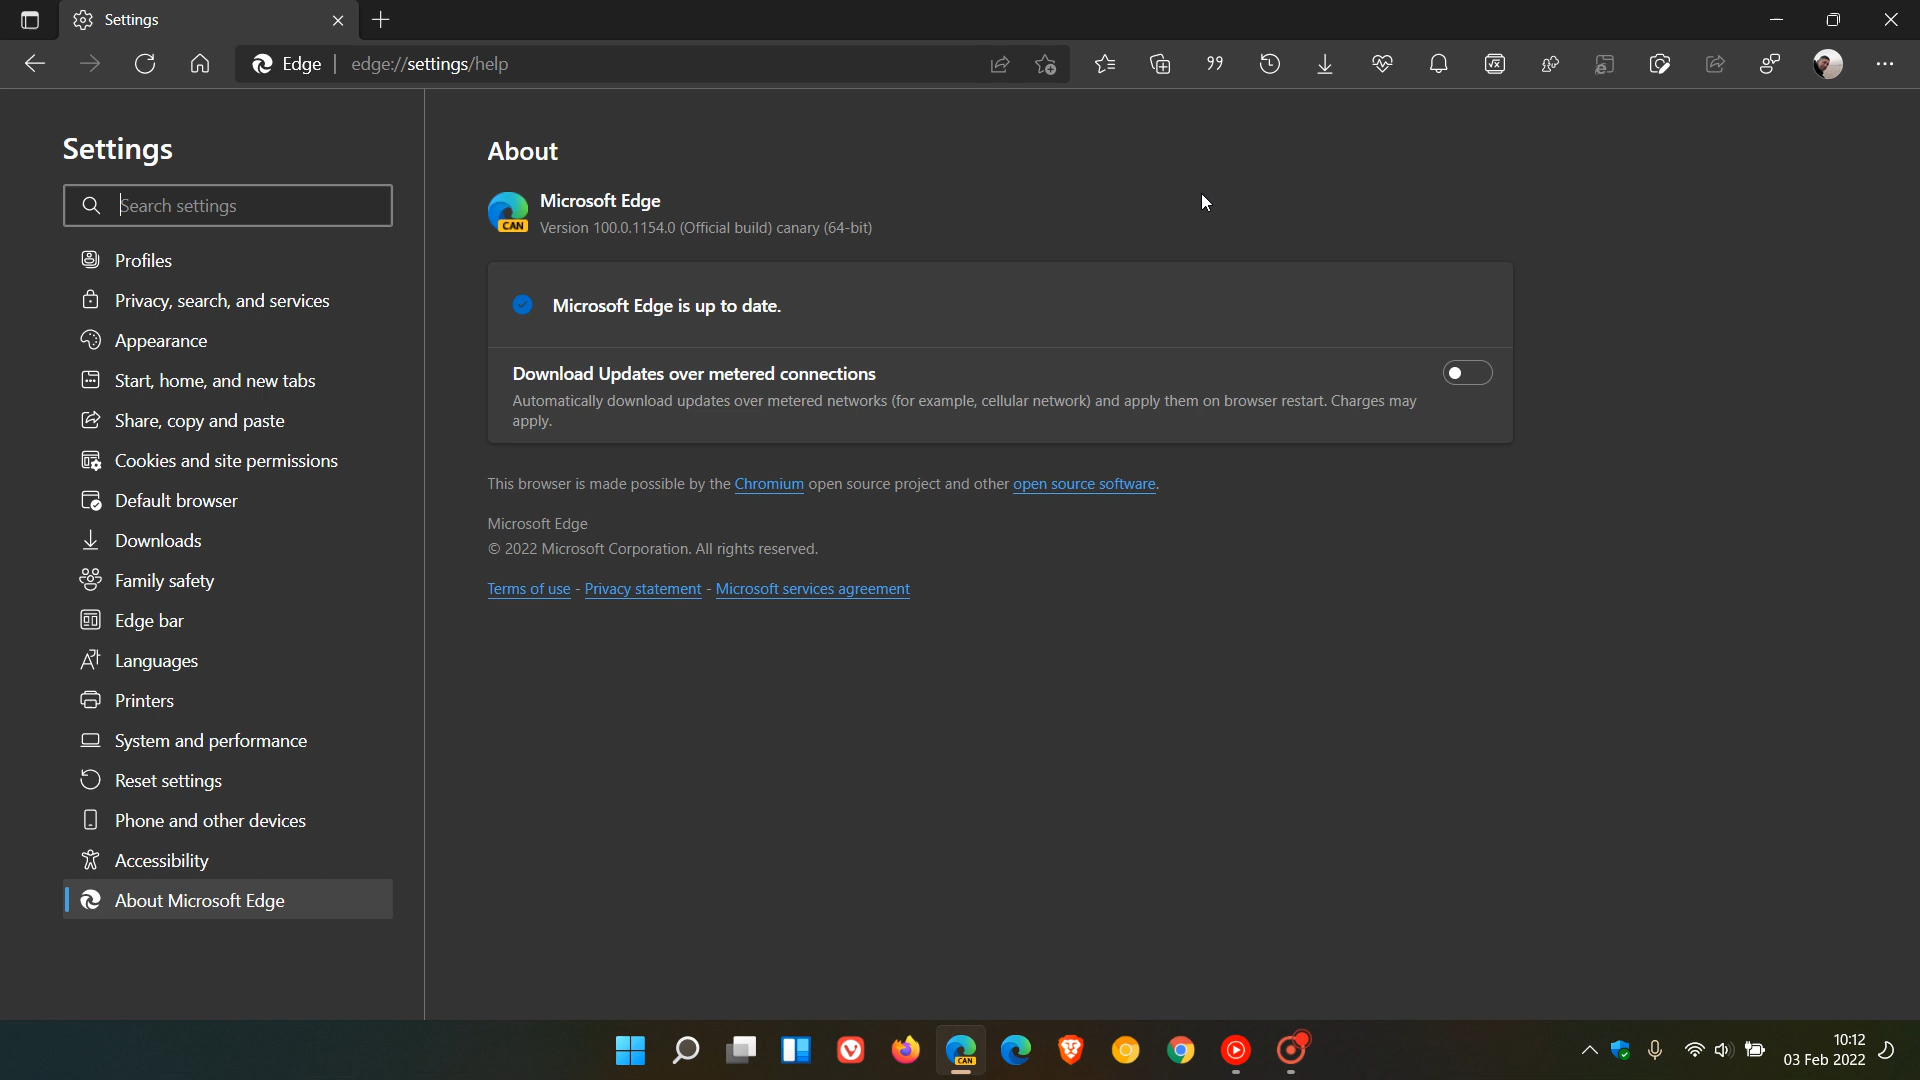 Settings
Edge
edge://settings/help
Settings
Search settings
Profiles
Privacy, search, and services
Appearance
Start, home, and new tabs
Share, copy and paste
Cookies and site permissions
Default browser
Downloads
Family safety
Edge bar
Languages
Printers
System and performance
Reset settings
Phone and other devices
Accessibility
About Microsoft Edge
About
Microsoft Edge
CAN
Version 100.0.1154.0 (Official build) canary (64-bit)
Microsoft Edge is up to date.
Download Updates over metered connections
Automatically download updates over metered networks (for example, cellular network) and apply them on browser restart. Charges may
apply.
This browser is made possible by the Chromium open source project and other open source software.
Microsoft Edge
© 2022 Microsoft Corporation. All rights reserved.
Terms of use - Privacy statement - Microsoft services agreement
CAN
10:12
03 Feb 2022